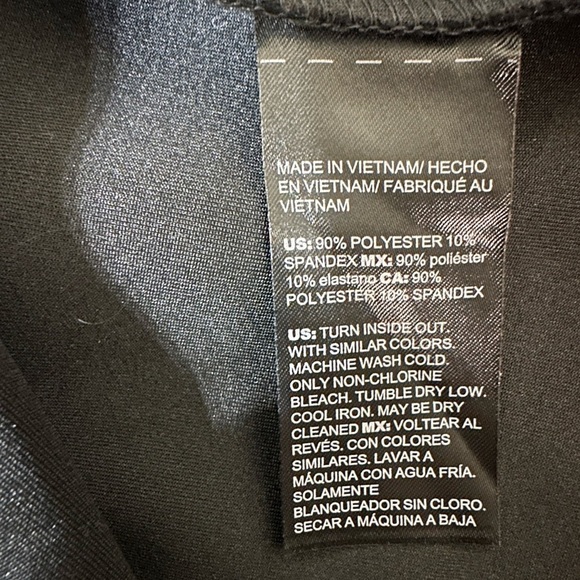 MADE IN VIETNAM/ HECHO
EN VIETNAM/ FABRIQUÉ AU
VIÊTNAM
US: 90% POLYESTER 10%
SPANDEX MX: 90% poliéster
10% elastano CA: 90%
POLYESTER 10% SPANDEX
US: TURN INSIDE OUT.
WITH SIMILAR COLORS.
MACHINE WASH COLD.
ONLY NON-CHLORINE
BLEACH. TUMBLE DRY LOW.
COOL IRON. MAY BE DRY
CLEANED MX: VOLTEAR AL
REVÉS. CON COLORES
SIMILARES. LAVAR A
MÁQUINA CON AGUA FRÍA.
SOLAMENTE
BLANQUEADOR SIN CLORO.
SECAR A MÁQUINA A BAJA